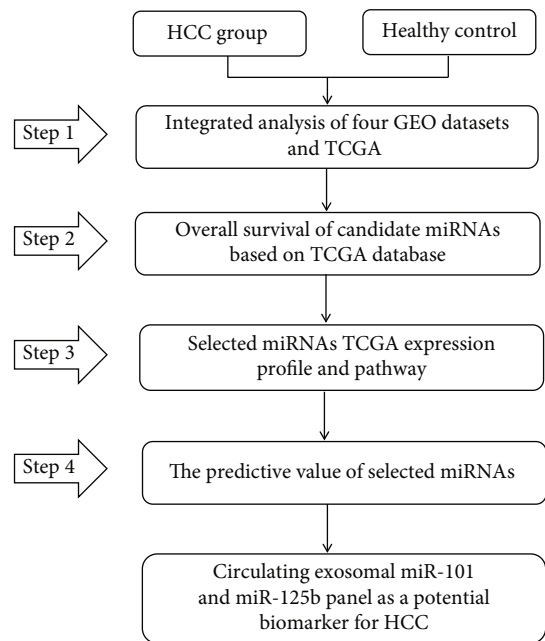 HCC group
Healthy control
Step 1
Integrated analysis of four GEO datasets
and TCGA
Step 2
Overall survival of candidate miRNAs
based on TCGA database
Step 3
Selected miRNAs TCGA expression
profile and pathway
Step 4
The predictive value of selected miRNAs
Circulating exosomal miR-101
and miR-125b panel as a potential
biomarker for HCC